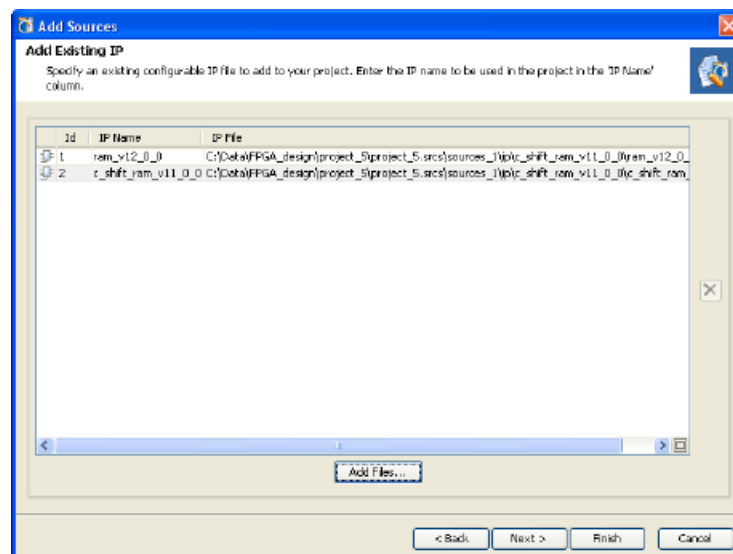 Add Sources
Add Existing IP
Specify an existing configurable IP file to add to your project. Enter the IP name to be used in the project in the 'IP Name'
column.
Id IP Name IP File
1 ram_v12_0_0 C:\Data\FPGA_design\project_5\project_5.srcs\sources_1\ip\c_shift_ram_v11_0_0\ram_v12_0_
2 c_shift_ram_v11_0_0 C:\Data\FPGA_design\project_5\project_5.srcs\sources_1\ip\c_shift_ram_v11_0_0\c_shift_ram_
Add Files...
< Back Next > Finish Cancel